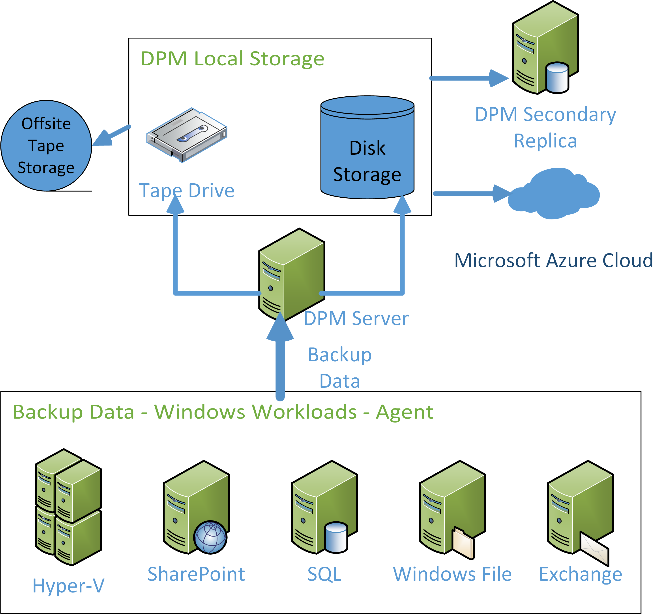 DPM Local Storage
DPM Secondary
Replica
Offsite
Tape
Storage
Tape Drive
Disk
Storage
Microsoft Azure Cloud
DPM Server
Backup
Data
Backup Data - Windows Workloads - Agent
Hyper-V
SharePoint
SQL
Windows File
Exchange